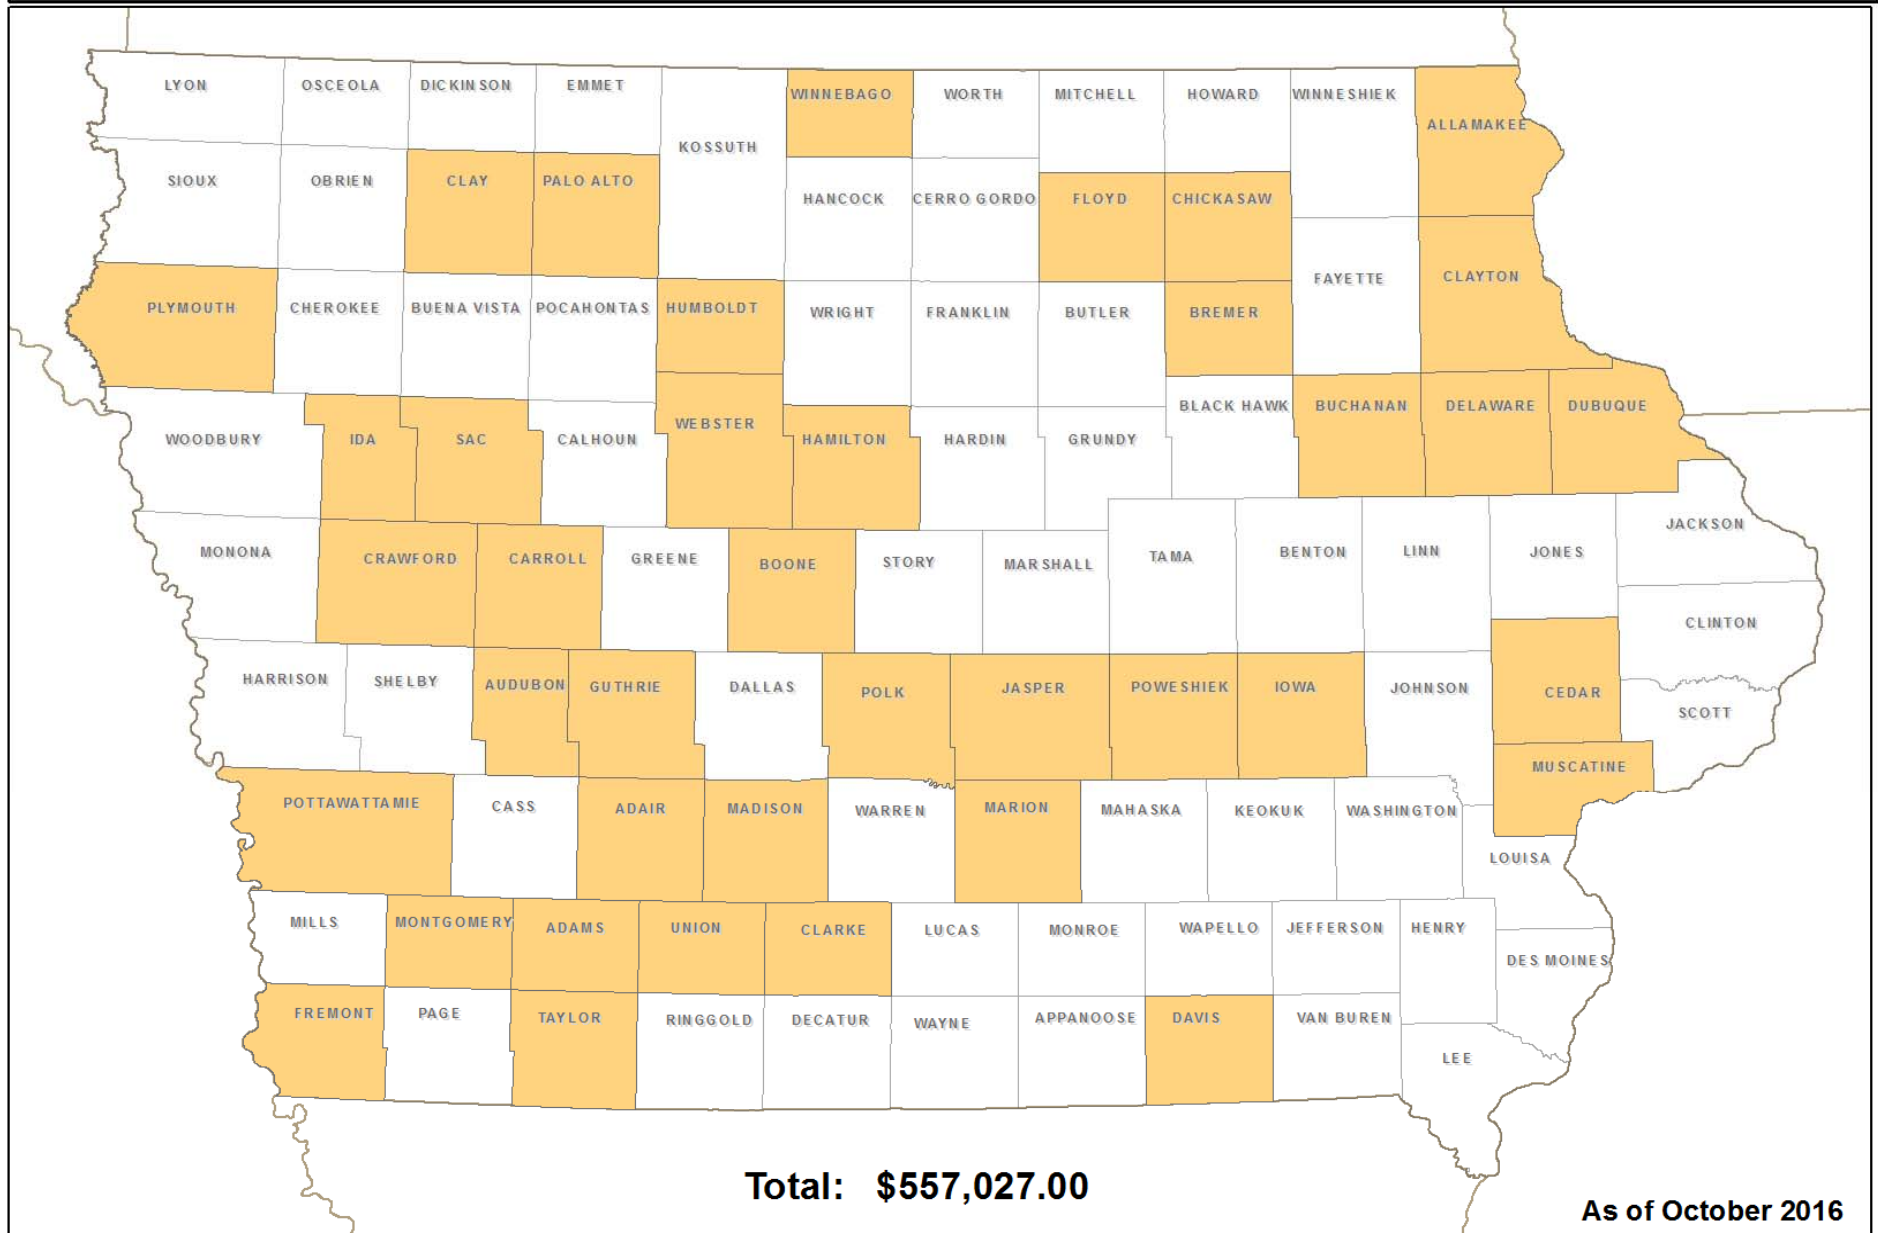 LYON OSCEOLA DICKINSON EMMET WINNEBAGO WORTH MITCHELL HOWARD WINNESHIEK
ALLAMAKEE
KOSSUTH
SIOUX OBRIEN CLAY PALO ALTO HANCOCK CERRO GORDO FLOYD CHICKASAW
FAYETTE CLAYTON
PLYMOUTH CHEROKEE BUENA VISTA POCAHONTAS HUMBOLDT WRIGHT FRANKLIN BUTLER BREMER
BLACK HAWK BUCHANAN DELAWARE DUBUQUE
WOODBURY IDA SAC CALHOUN WEBSTER HAMILTON HARDIN GRUNDY
JACKSON
MONONA CRAWFORD CARROLL GREENE BOONE STORY MARSHALL TAMA BENTON LINN JONES
CLINTON
HARRISON SHELBY AUDUBON GUTHRIE DALLAS POLK JASPER POWESHIEK IOWA JOHNSON CEDAR
SCOTT
MUSCATINE
POTTAWATTAMIE CASS ADAIR MADISON WARREN MARION MAHASKA KEOKUK WASHINGTON
LOUISA
MILLS MONTGOMERY ADAMS UNION CLARKE LUCAS MONROE WAPELLO JEFFERSON HENRY
DES MOINES
FREMONT PAGE TAYLOR RINGGOLD DECATUR WAYNE APPANOOSE DAVIS VAN BUREN
LEE
Total: $557,027.00
As of October 2016